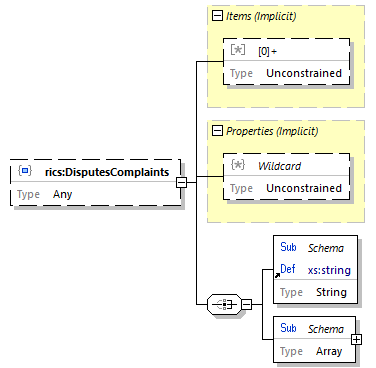 Items (Implicit)
[*] [0]+
Type Unconstrained
Properties (Implicit)
{*} Wildcard
Type Unconstrained
{} rics:DisputesComplaints
Type Any
Sub Schema
Def xs:string
Type String
Sub Schema
Type Array